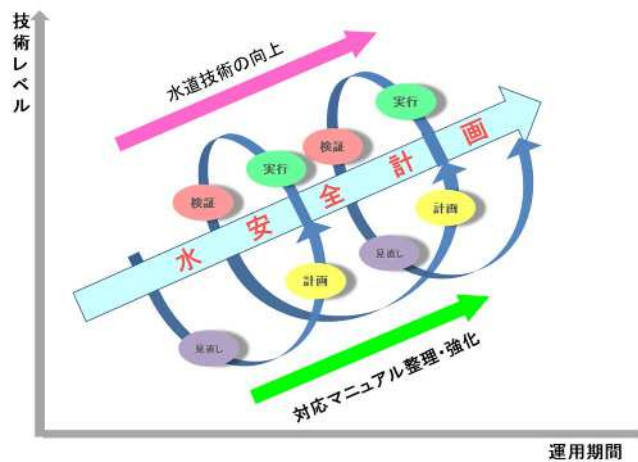 技術レベル
水道技術の向上
実行
検証
実行
検証
水安全計画
計画
見直し
計画
見直し
対応マニュアル整理・強化
運用期間